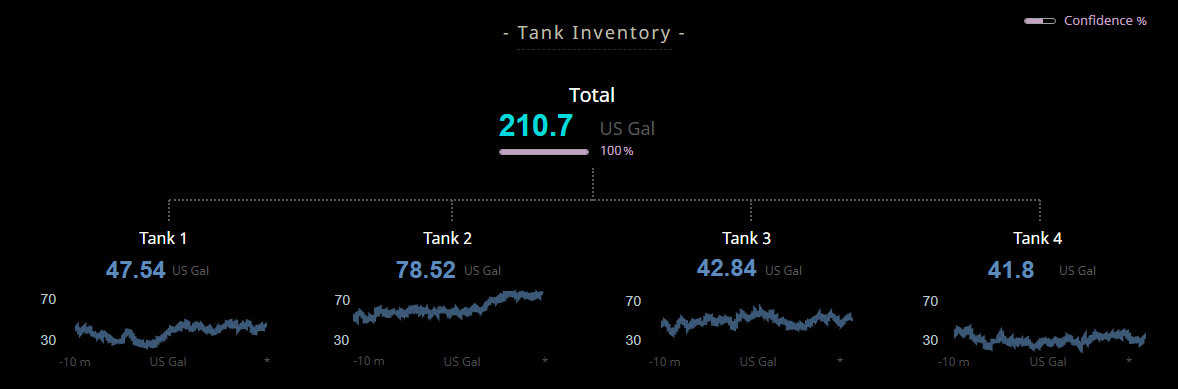 - Tank Inventory -
Confidence %
Total
210.7 US Gal
100%
Tank 1
47.54 US Gal
70
30
-10 m US Gal *
Tank 2
78.52 US Gal
70
30
-10 m US Gal *
Tank 3
42.84 US Gal
70
30
-10 m US Gal *
Tank 4
41.8 US Gal
70
30
-10 m US Gal *